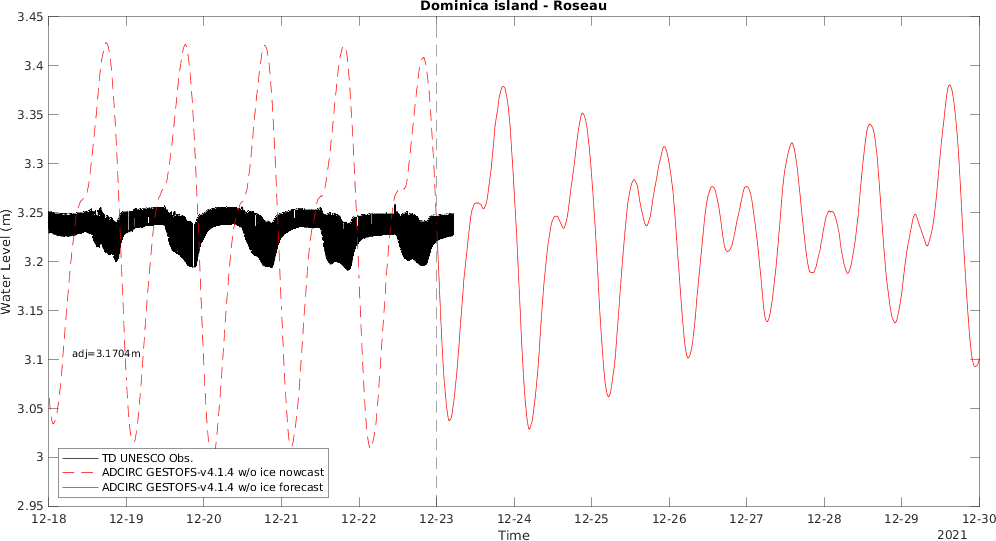 Dominica island - Roseau
3.45
3.4
3.35
3.3
3.25
3.2
3.15
3.1
3.05
3
2.95
Water Level (m)
adj=3.1704m
TD UNESCO Obs.
ADCIRC GESTOFS-v4.1.4 w/o ice nowcast
ADCIRC GESTOFS-v4.1.4 w/o ice forecast
12-18 12-19 12-20 12-21 12-22 12-23 12-24 12-25 12-26 12-27 12-28 12-29 12-30
Time
2021